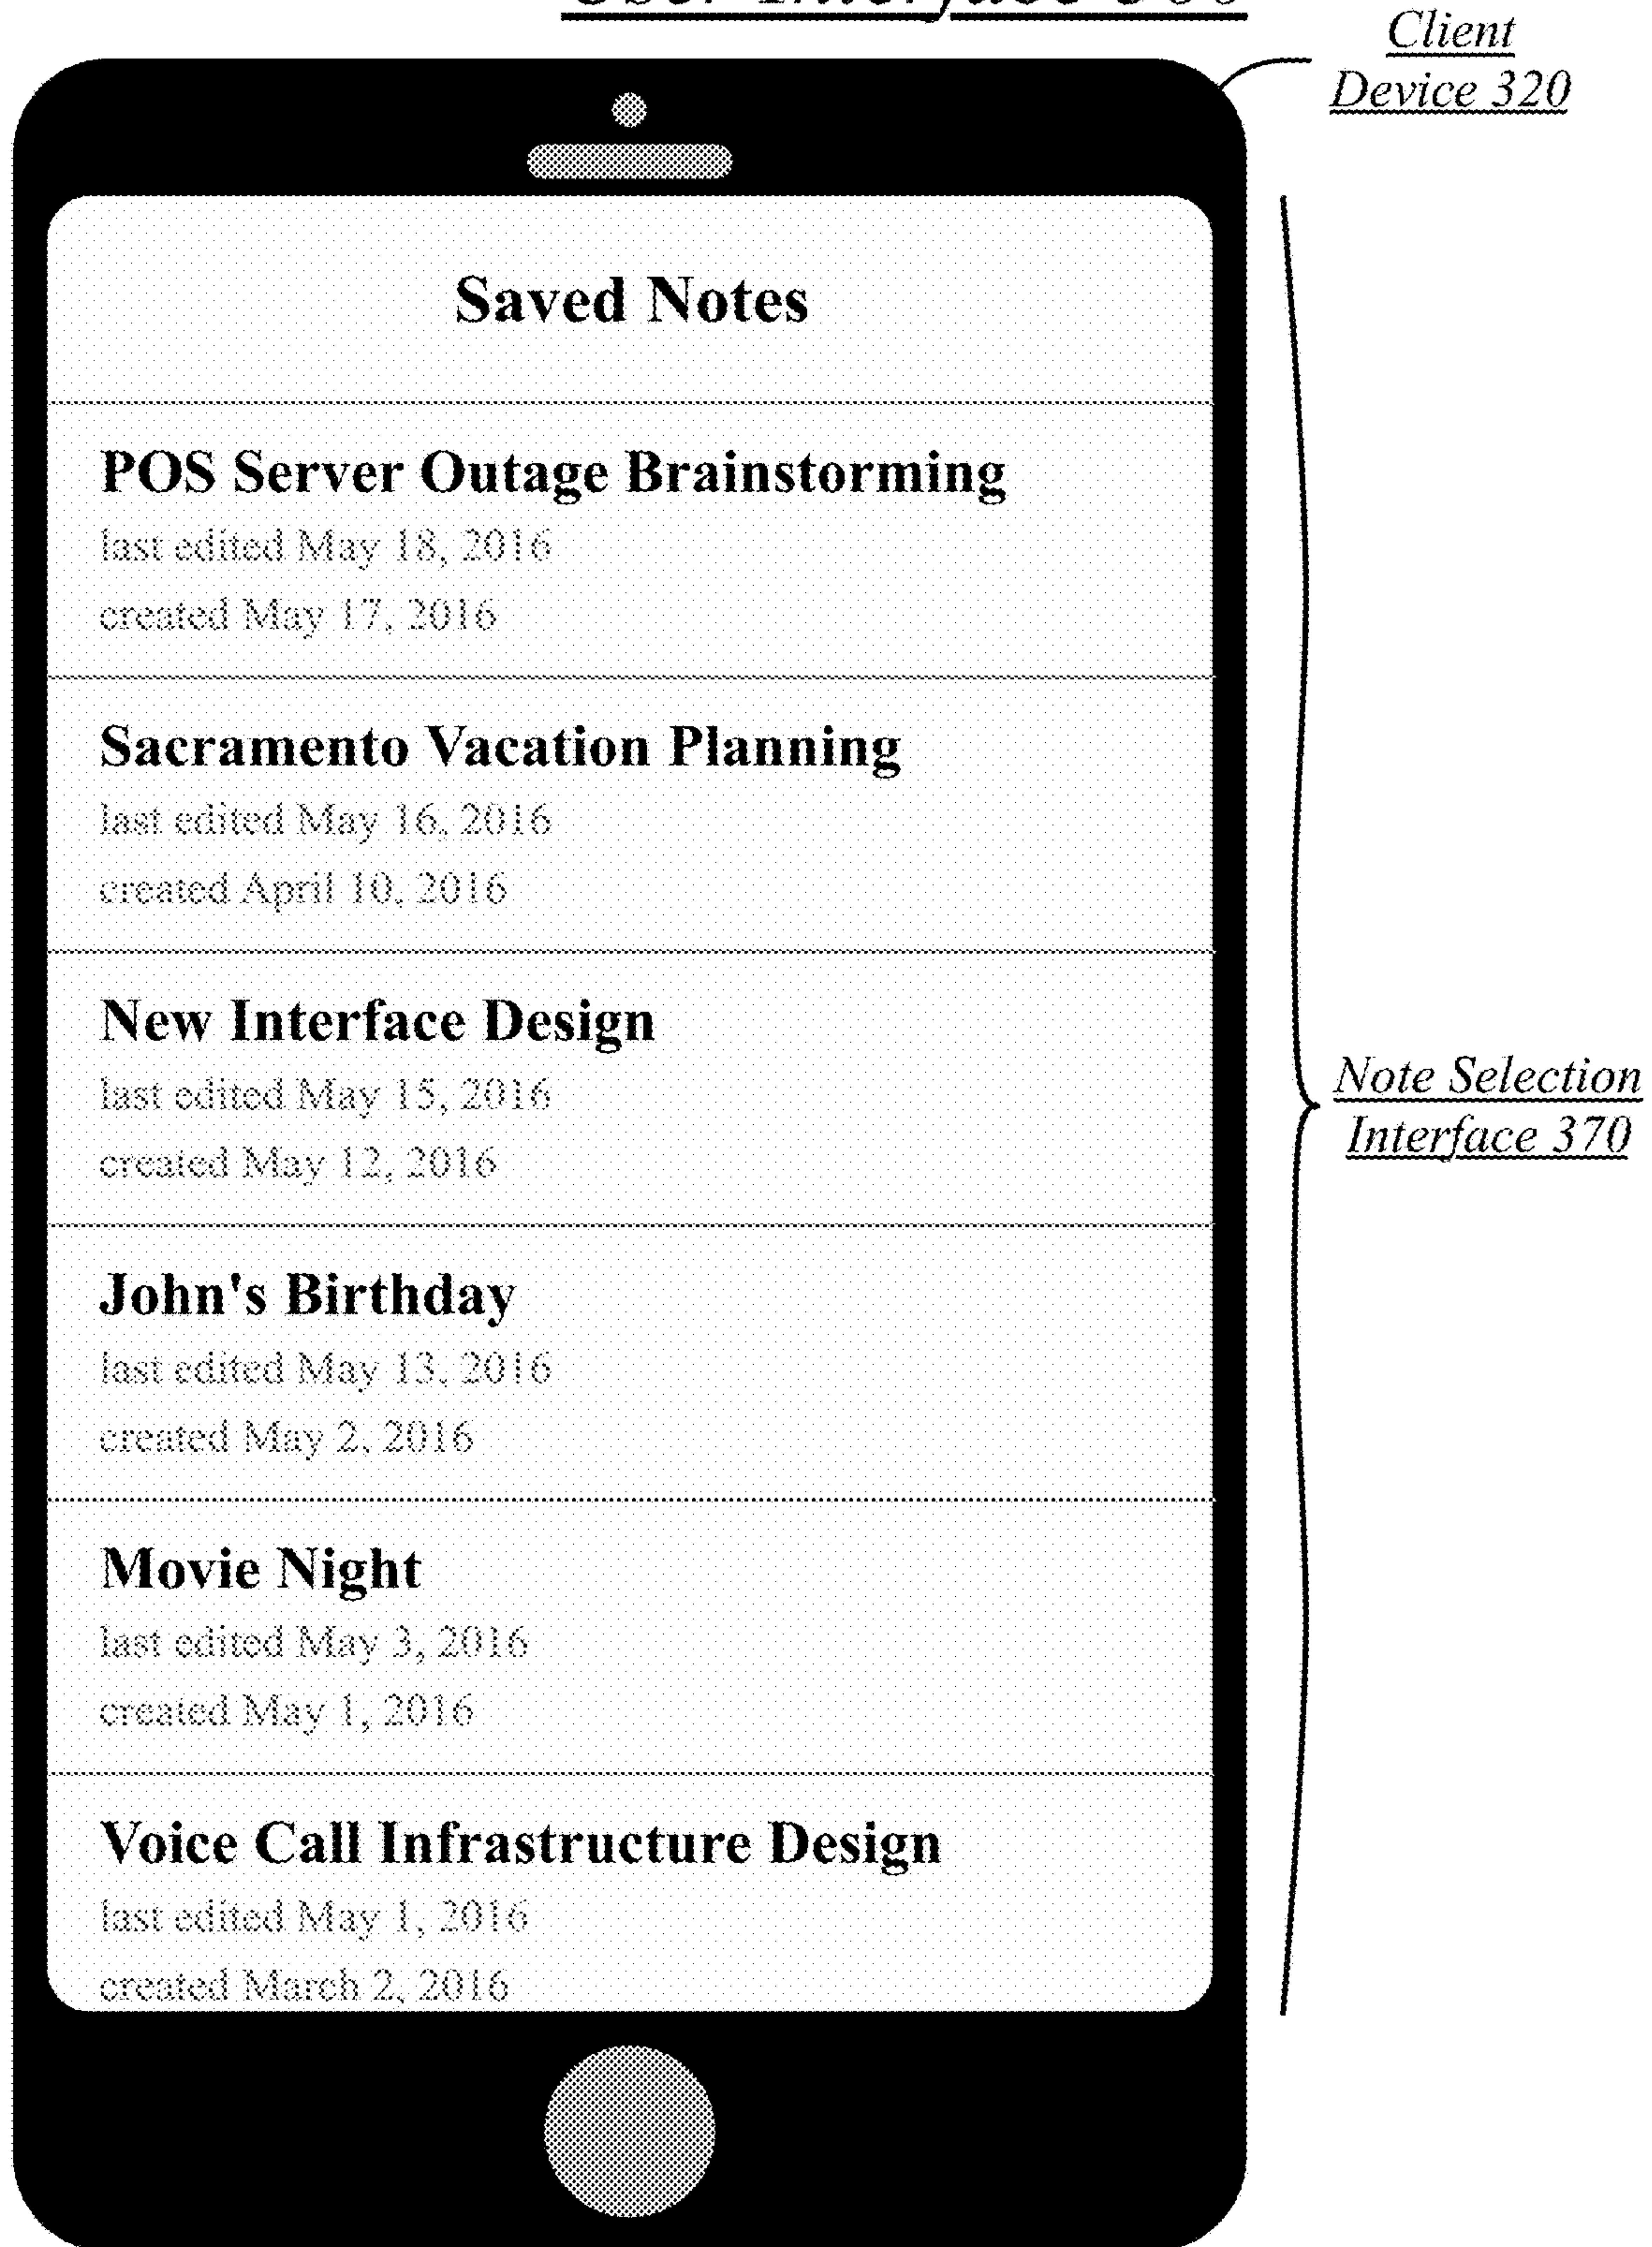 Client
Device 320
Saved Notes
POS Server Outage Brainstorming
last edited May 18, 2016
created May 17, 2016
Sacramento Vacation Planning
last edited May 16, 2016
created April 10, 2016
New Interface Design
last edited May 15, 2016
created May 12, 2016
Note Selection
Interface 370
John's Birthday
last edited May 13, 2016
created May 2, 2016
Movie Night
last edited May 3, 2016
created May 1, 2016
Voice Call Infrastructure Design
last edited May 1, 2016
created March 2, 2016